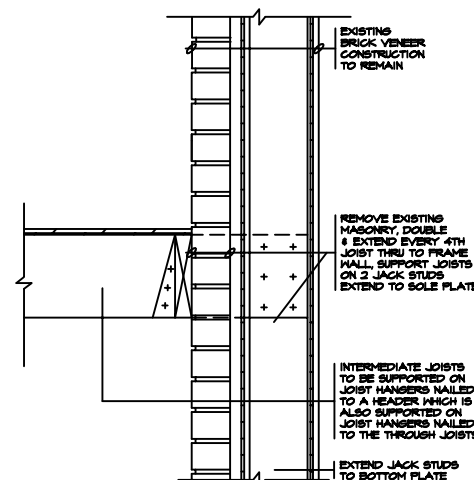 EXISTING
BRICK VENEER
CONSTRUCTION
TO REMAIN
REMOVE EXISTING
MASONRY, DOUBLE
& EXTEND EVERY 4TH
JOIST THRU TO FRAME
WALL, SUPPORT JOISTS
ON 2 JACK STUDS
EXTEND TO SOLE PLATE
INTERMEDIATE JOISTS
TO BE SUPPORTED ON
JOIST HANGERS NAILED
TO A HEADER WHICH IS
ALSO SUPPORTED ON
JOIST HANGERS NAILED
TO THE THROUGH JOISTS
EXTEND JACK STUDS
TO BOTTOM PLATE